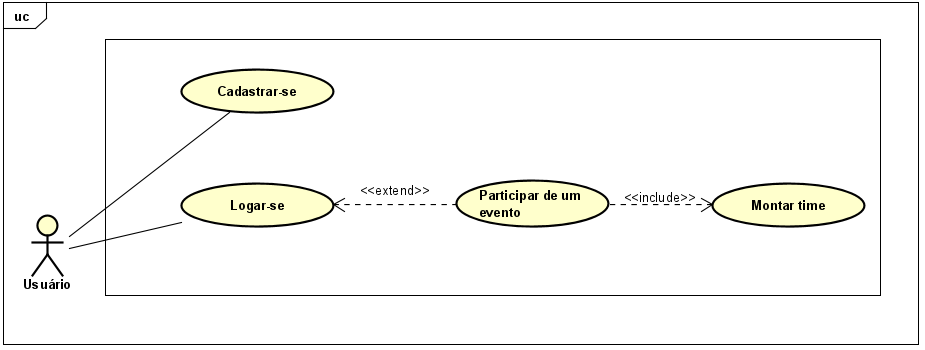 uc
Cadastrar-se
Logar-se
<<extend>>
Participar de um
evento
<<include>>
Montar time
Usuário